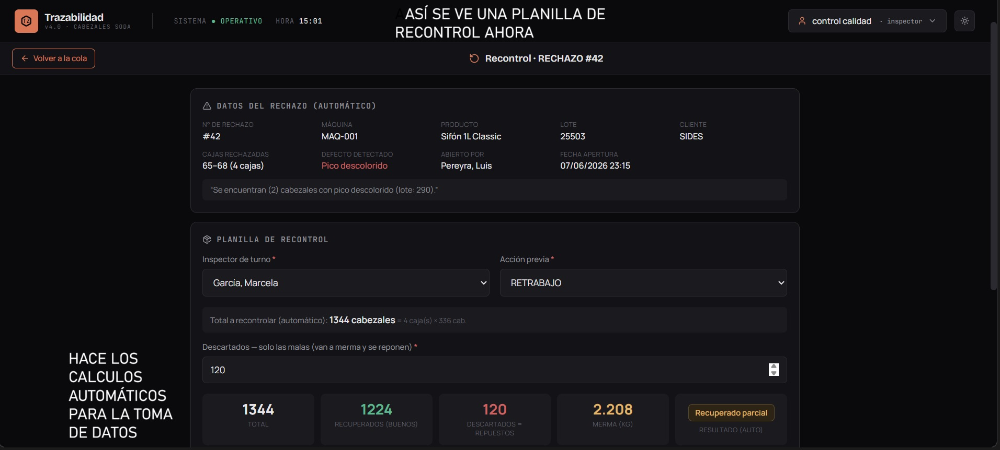 Trazabilidad
v4.0 · CABEZALES SODA
SISTEMA ● OPERATIVO HORA 15:01
AASÍ SE VE UNA PLANILLA DE
RECONTROL AHORA
control calidad · inspector
← Volver a la cola
Recontrol · RECHAZO #42
DATOS DEL RECHAZO (AUTOMÁTICO)
N° DE RECHAZO MÁQUINA PRODUCTO LOTE CLIENTE
#42 MAQ-001 Sifón 1L Classic 25503 SIDES
CAJAS RECHAZADAS DEFECTO DETECTADO ABIERTO POR FECHA APERTURA
65–68 (4 cajas) Pico descolorido Pereyra, Luis 07/06/2026 23:15
“Se encuentran (2) cabezales con pico descolorido (lote: 290).”
PLANILLA DE RECONTROL
Inspector de turno * Acción previa *
García, Marcela RETRABAJO
Total a recontrolar (automático): 1344 cabezales = 4 caja(s) × 336 cab.
Descartados — solo las malas (van a merma y se reponen) *
120
1344 1224 120 2.208 Recuperado parcial
TOTAL RECUPERADOS (BUENOS) DESCARTADOS = MERMA (KG) RESULTADO (AUTO)
REPUESTOS
HACE LOS
CALCULOS
AUTOMÁTICOS
PARA LA TOMA
DE DATOS